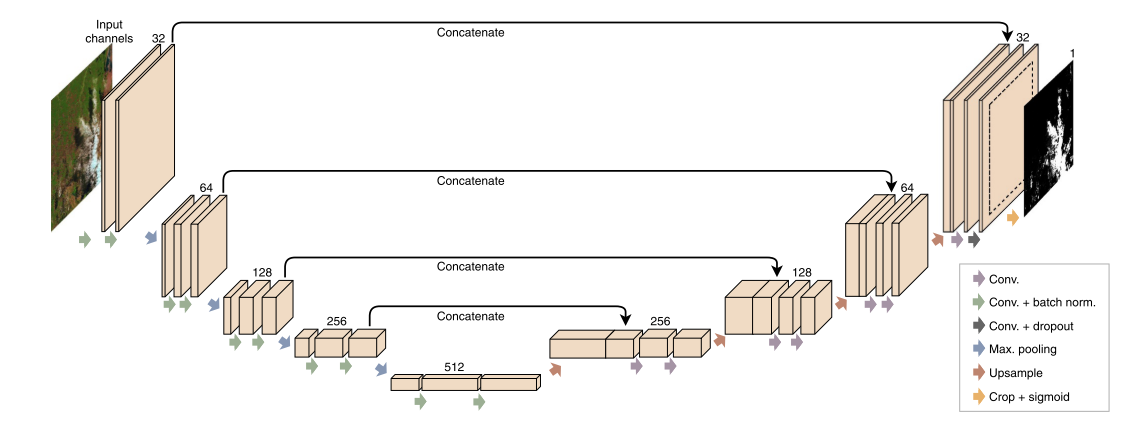 Input
channels
32
Concatenate
32
1
64
Concatenate
64
128
Concatenate
128
256
Concatenate
256
512
Conv.
Conv. + batch norm.
Conv. + dropout
Max. pooling
Upsample
Crop + sigmoid